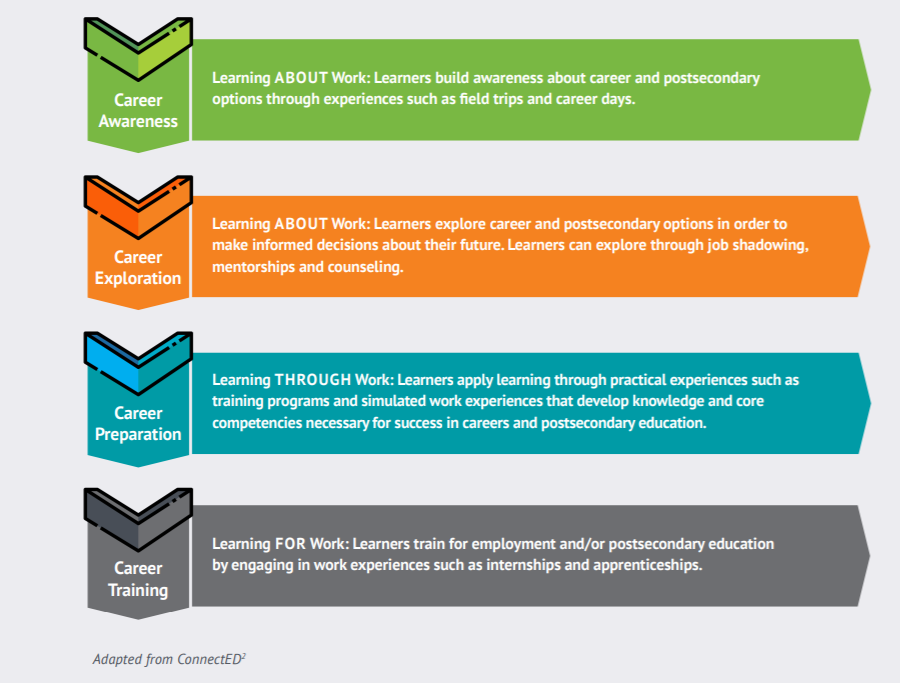 Career
Awareness
Learning ABOUT Work: Learners build awareness about career and postsecondary
options through experiences such as field trips and career days.
Career
Exploration
Learning ABOUT Work: Learners explore career and postsecondary options in order to
make informed decisions about their future. Learners can explore through job shadowing,
mentorships and counseling.
Career
Preparation
Learning THROUGH Work: Learners apply learning through practical experiences such as
training programs and simulated work experiences that develop knowledge and core
competencies necessary for success in careers and postsecondary education.
Career
Training
Learning FOR Work: Learners train for employment and/or postsecondary education
by engaging in work experiences such as internships and apprenticeships.
Adapted from ConnectED²